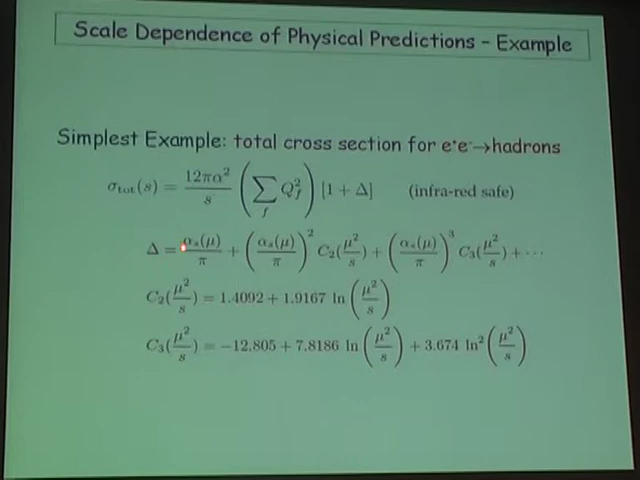 Scale Dependence of Physical Predictions – Example
Simplest Example: total cross section for e⁺e⁻→hadrons
σ_tot(s) = 12πα²/s (∑_f Q_f²) [1 + Δ] (infra-red safe)
Δ = α_s(μ)/π + (α_s(μ)/π)² C₂(μ²/s) + (α_s(μ)/π)³ C₃(μ²/s) + ···
C₂(μ²/s) = 1.4092 + 1.9167 ln (μ²/s)
C₃(μ²/s) = −12.805 + 7.8186 ln (μ²/s) + 3.674 ln² (μ²/s)